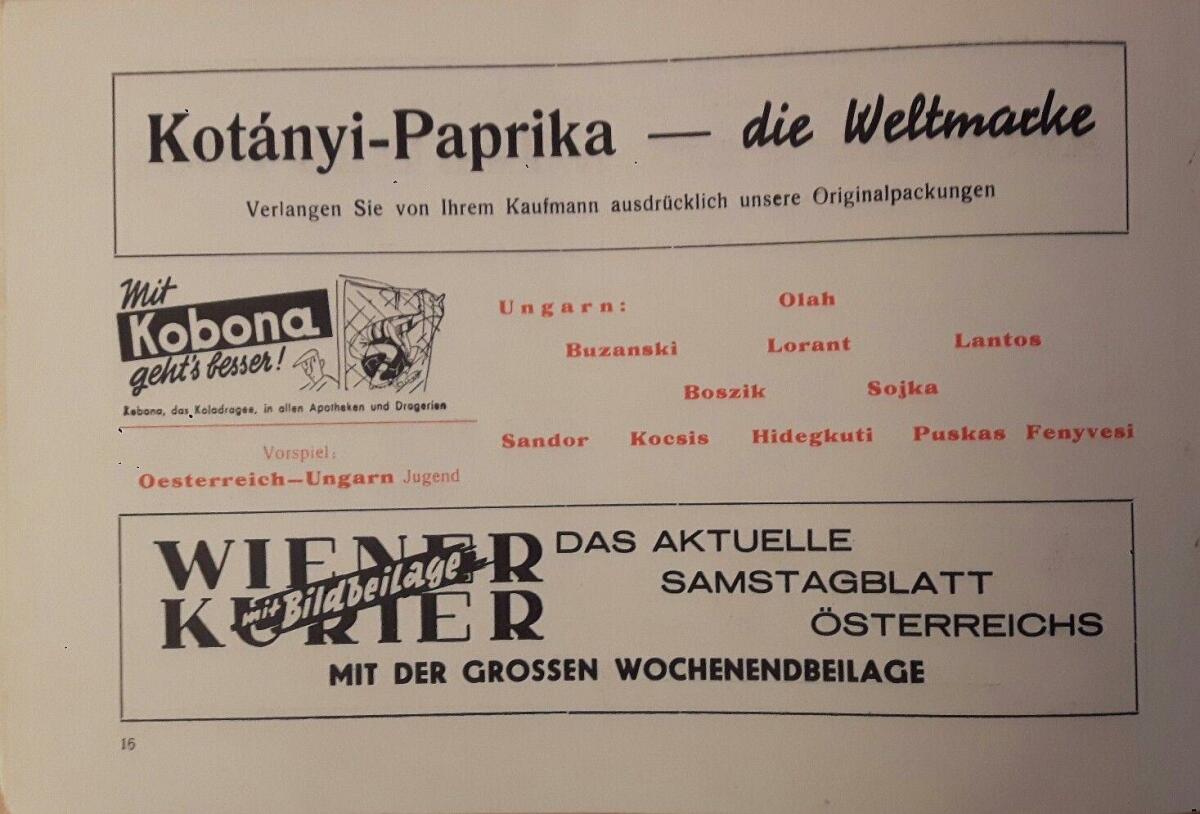 Kotányi-Paprika — die Weltmarke
Verlangen Sie von Ihrem Kaufmann ausdrücklich unsere Originalpackungen
Mit
Kobona
geht's besser!
Kobona, das Koladragee, in allen Apotheken und Drogerien
Vorspiel:
Oesterreich—Ungarn Jugend
Ungarn: Olah
Buzanski Lorant Lantos
Boszik Sojka
Sandor Kocsis Hidegkuti Puskas Fenyvesi
WIENER
mit Bildbeilage
KURIER
DAS AKTUELLE
SAMSTAGBLATT
ÖSTERREICHS
MIT DER GROSSEN WOCHENENDBEILAGE
16